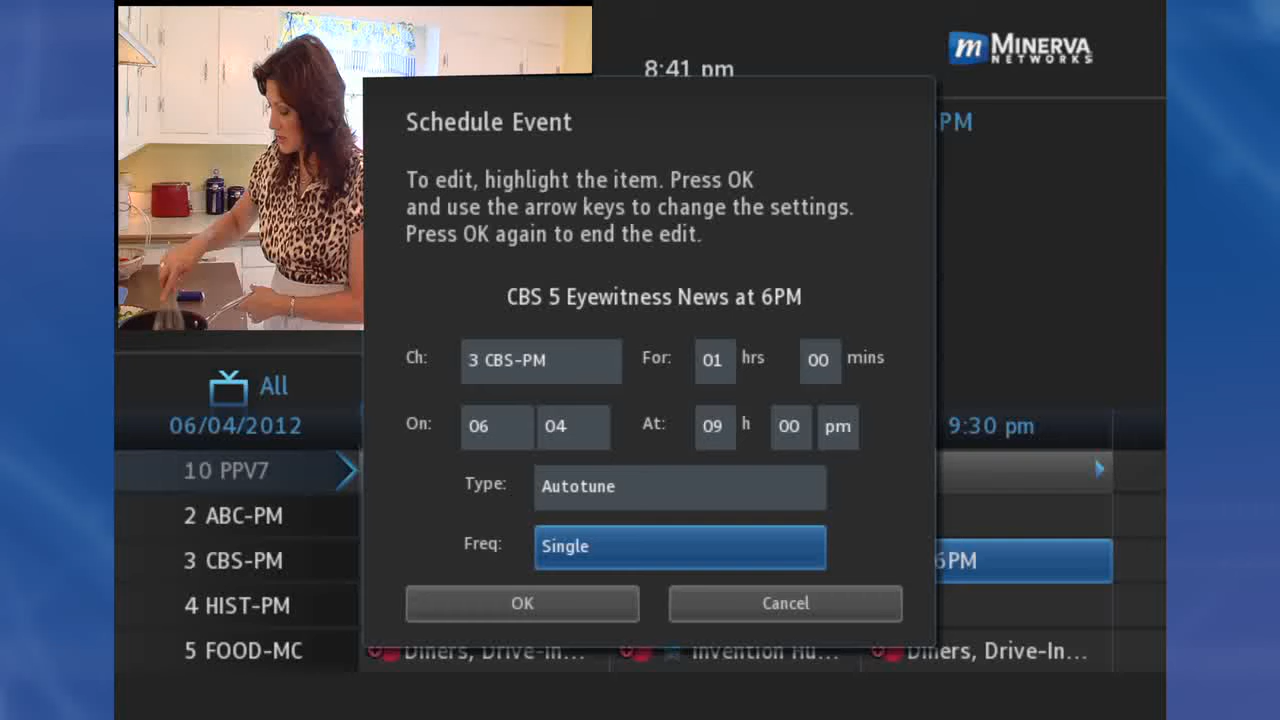 8:41 pm
m MINERVA
NETWORKS
PM
Schedule Event
To edit, highlight the item. Press OK
and use the arrow keys to change the settings.
Press OK again to end the edit.
CBS 5 Eyewitness News at 6PM
Ch: 3 CBS-PM For: 01 hrs 00 mins
On: 06 04 At: 09 h 00 pm
Type: Autotune
Freq: Single
OK Cancel
All
06/04/2012 9:30 pm
10 PPV7
2 ABC-PM
3 CBS-PM 6PM
4 HIST-PM
5 FOOD-MC Diners, Drive-In... Invention Hu... Diners, Drive-In...